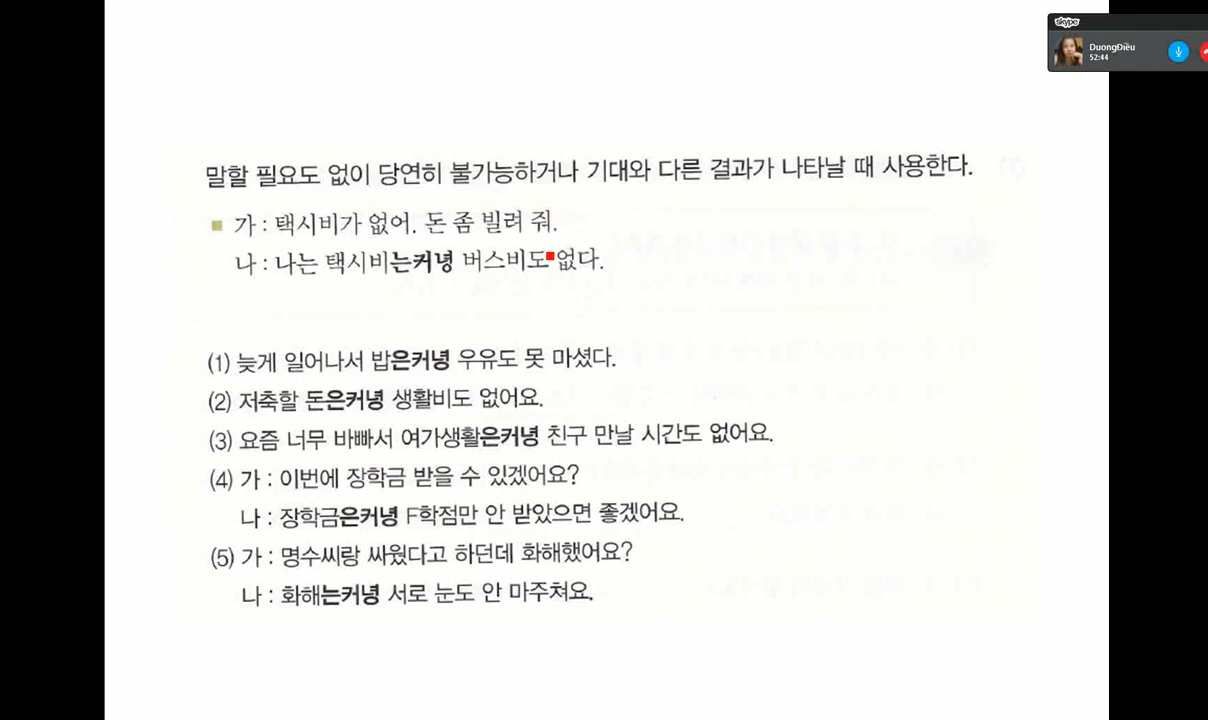 skype
DuongĐiều
52:44
말할 필요도 없이 당연히 불가능하거나 기대와 다른 결과가 나타날 때 사용한다.
가 : 택시비가 없어. 돈 좀 빌려 줘.
나 : 나는 택시비는커녕 버스비도 없다.
(1) 늦게 일어나서 밥은커녕 우유도 못 마셨다.
(2) 저축할 돈은커녕 생활비도 없어요.
(3) 요즘 너무 바빠서 여가생활은커녕 친구 만날 시간도 없어요.
(4) 가 : 이번에 장학금 받을 수 있겠어요?
나 : 장학금은커녕 F학점만 안 받았으면 좋겠어요.
(5) 가 : 명수씨랑 싸웠다고 하던데 화해했어요?
나 : 화해는커녕 서로 눈도 안 마주쳐요.